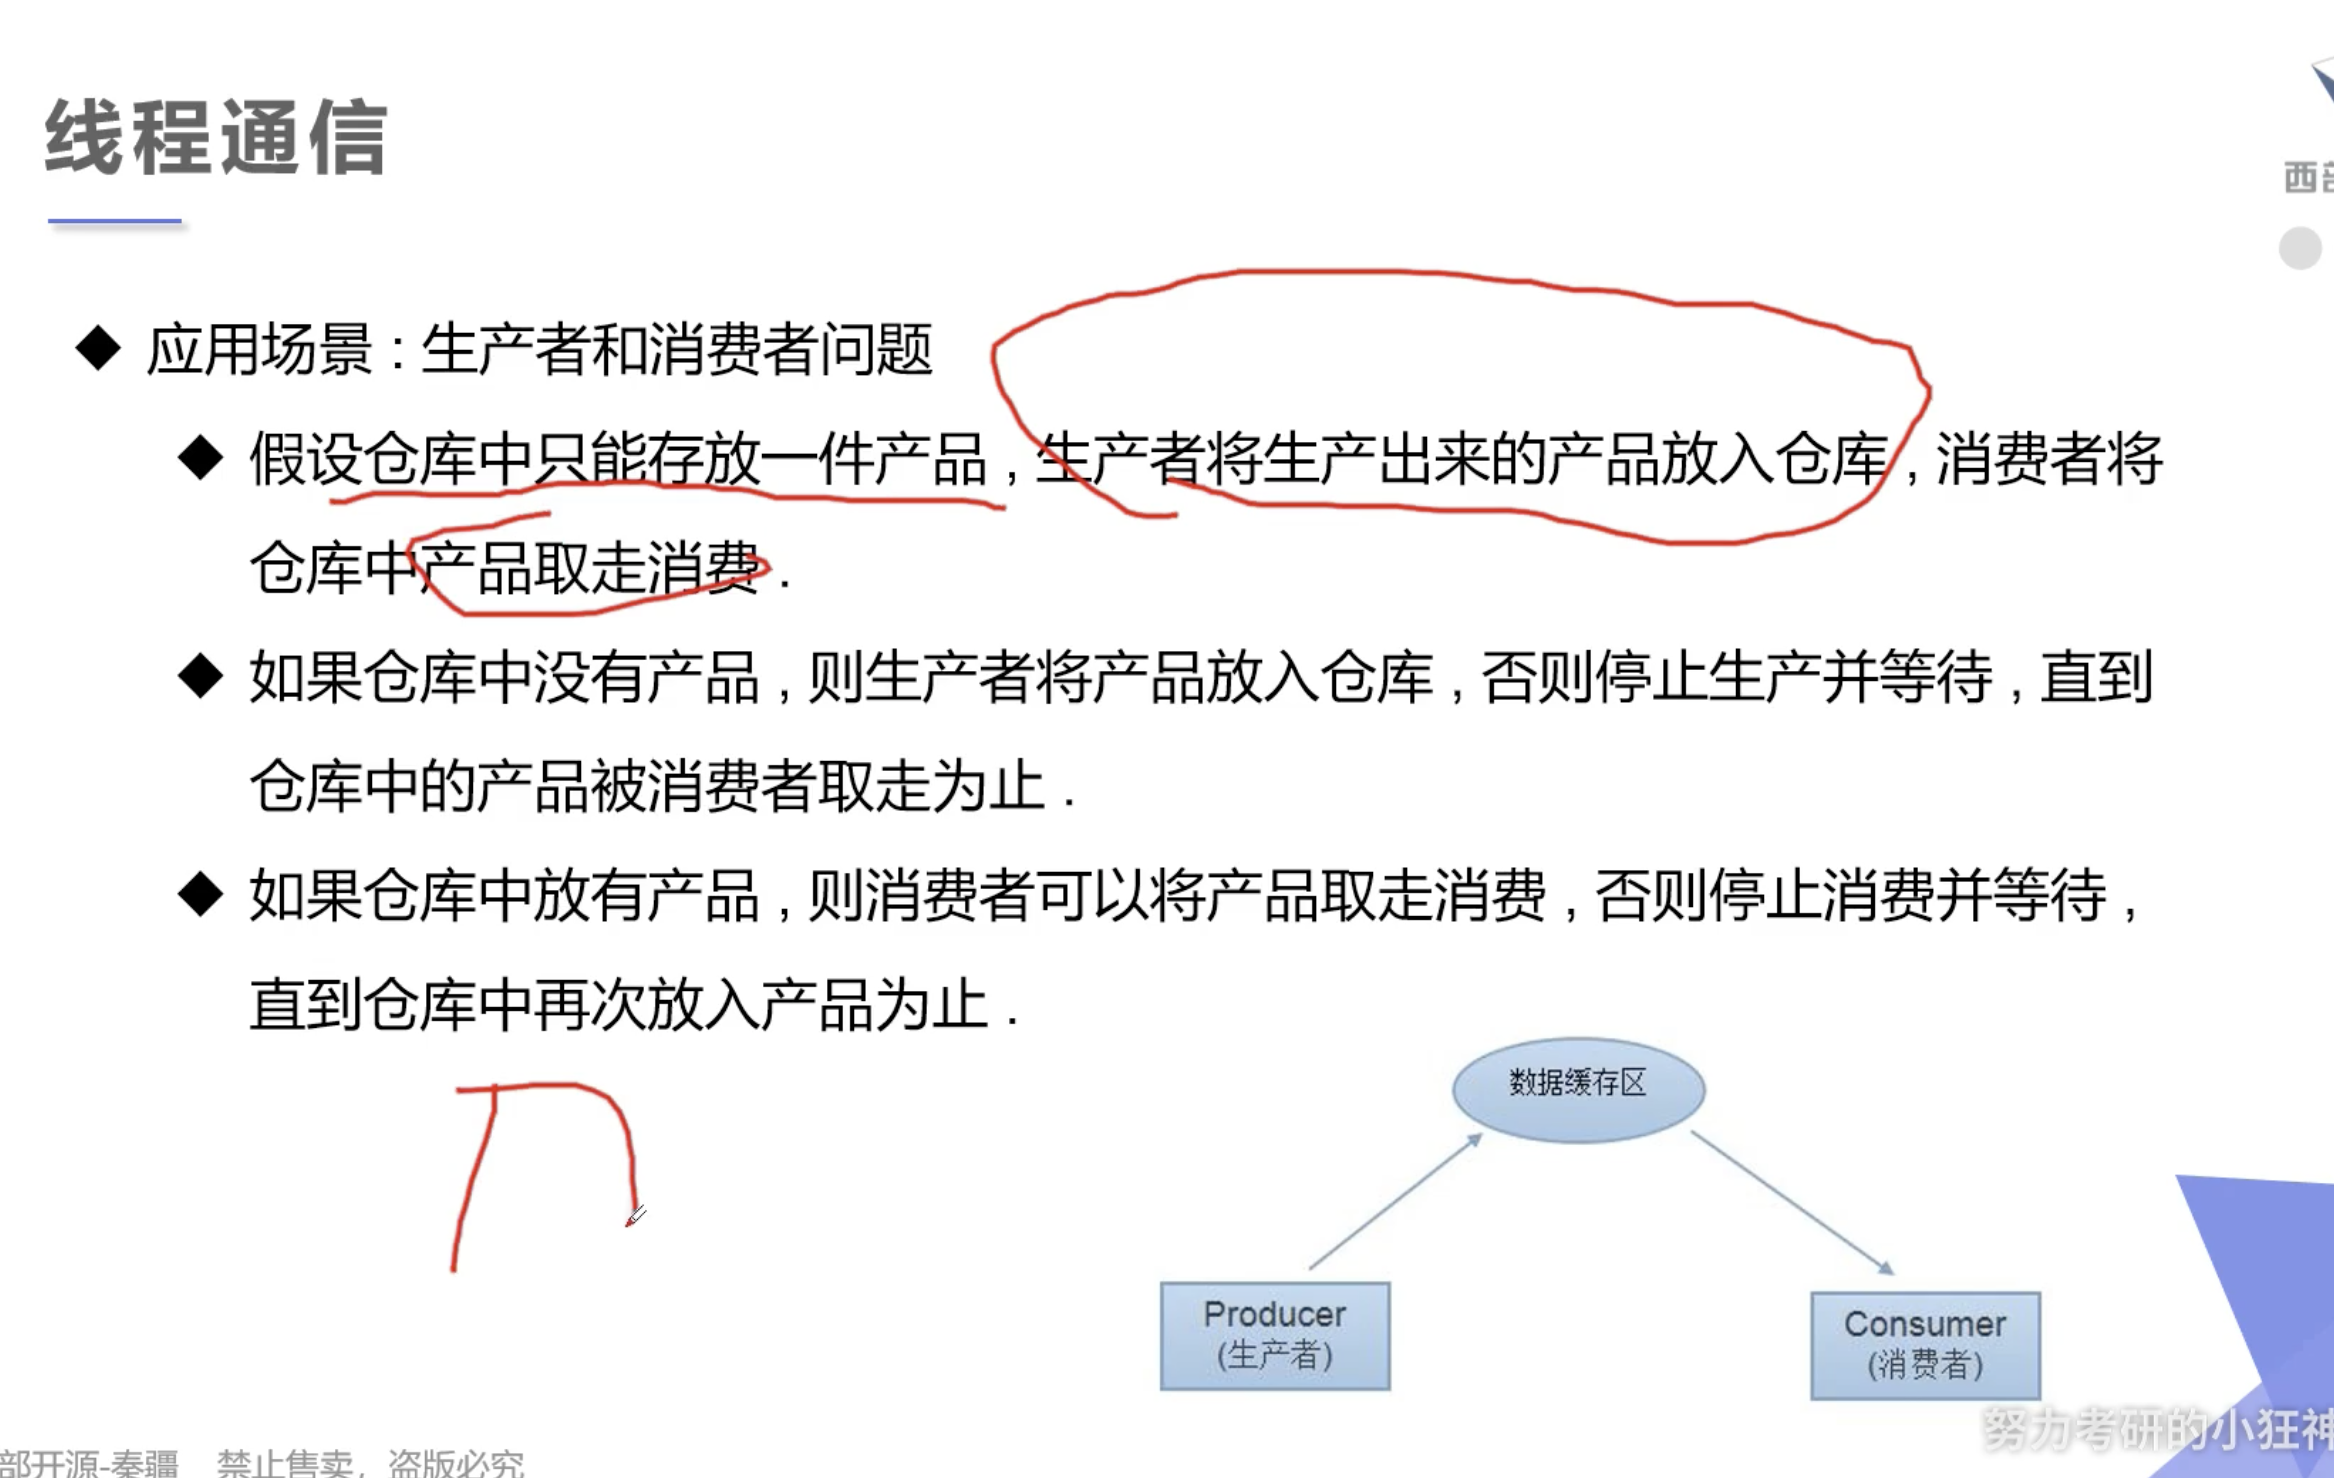 线程通信
西部
◆ 应用场景 : 生产者和消费者问题
◆ 假设仓库中只能存放一件产品 , 生产者将生产出来的产品放入仓库 , 消费者将
仓库中产品取走消费 .
◆ 如果仓库中没有产品 , 则生产者将产品放入仓库 , 否则停止生产并等待 , 直到
仓库中的产品被消费者取走为止 .
◆ 如果仓库中放有产品 , 则消费者可以将产品取走消费 , 否则停止消费并等待 ,
直到仓库中再次放入产品为止 .
数据缓存区
Producer
(生产者)
Consumer
(消费者)
努力考研的小狂神
部开源-秦疆 禁止售卖，盗版必究